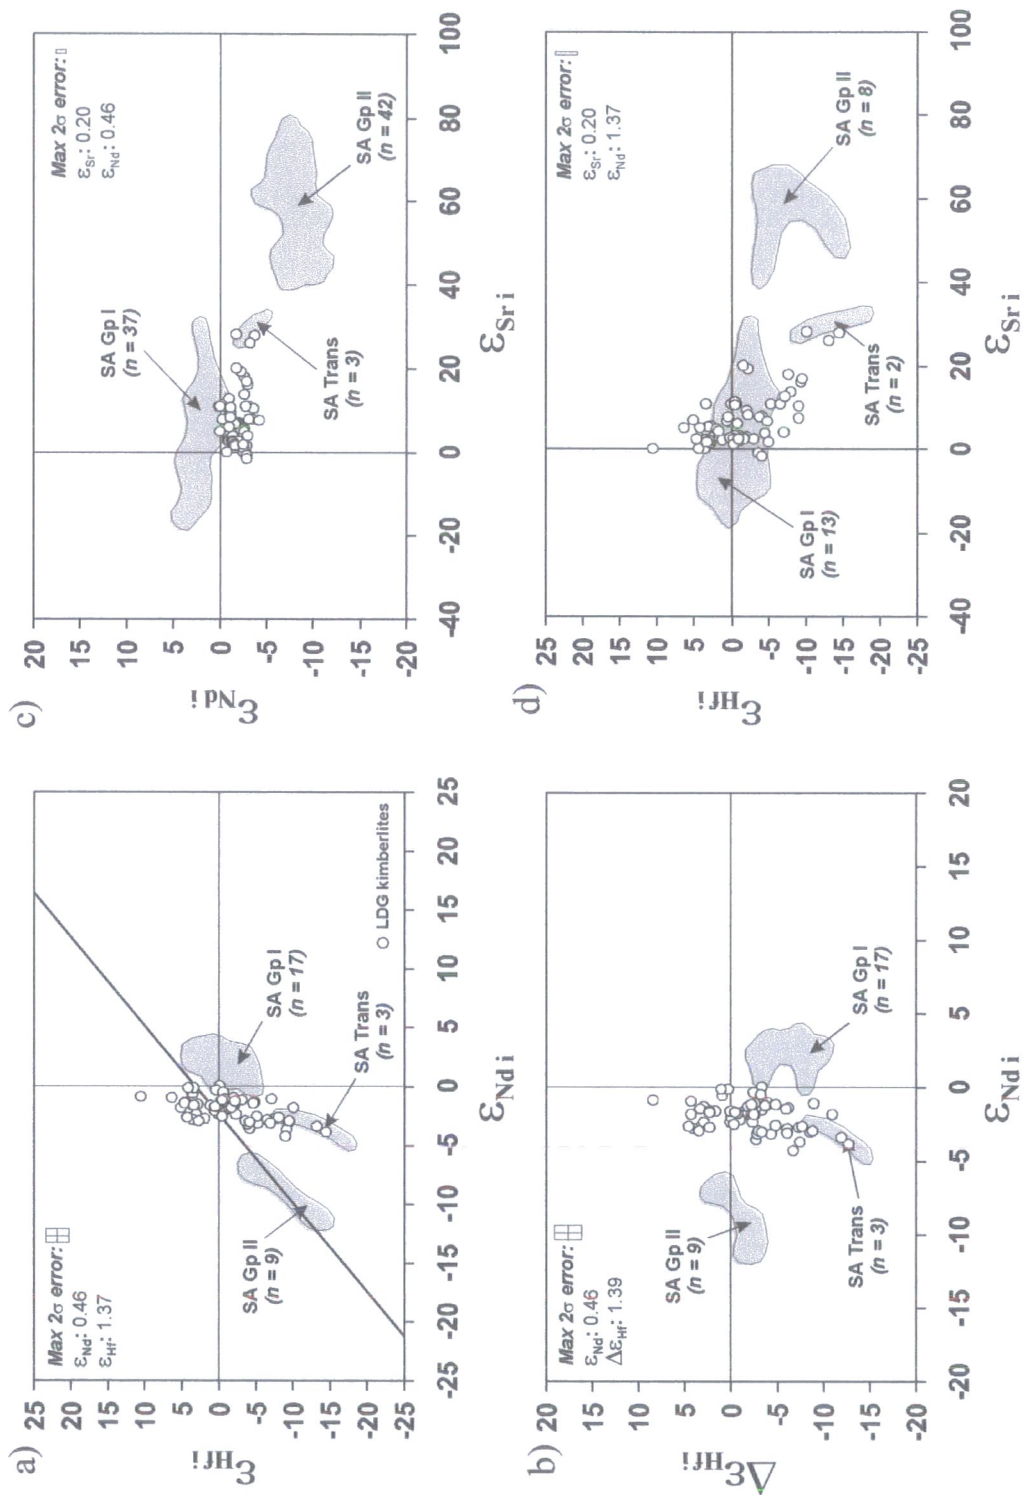 a)
25
20
15
10
5
0
-5
-10
-15
-20
-25
-25
-20
-15
-10
-5
0
5
10
15
20
25
εHf i
εNd i
Max 2σ error:
εNd: 0.46
εHf: 1.37
SA Gp II
(n = 9)
SA Trans
(n = 3)
SA Gp I
(n = 17)
LDG kimberlites
b)
20
15
10
5
0
-5
-10
-15
-20
-20
-15
-10
-5
0
5
10
15
20
ΔεHf i
εNd i
Max 2σ error:
εNd: 0.46
ΔεHf: 1.39
SA Gp II
(n = 9)
SA Trans
(n = 3)
SA Gp I
(n = 17)
c)
20
15
10
5
0
-5
-10
-15
-20
-40
-20
0
20
40
60
80
100
εNd i
εSr i
Max 2σ error:
εSr: 0.20
εNd: 0.46
SA Gp I
(n = 37)
SA Trans
(n = 3)
SA Gp II
(n = 42)
d)
25
20
15
10
5
0
-5
-10
-15
-20
-25
-40
-20
0
20
40
60
80
100
εHf i
εSr i
Max 2σ error:
εSr: 0.20
εNd: 1.37
SA Gp I
(n = 13)
SA Trans
(n = 2)
SA Gp II
(n = 8)